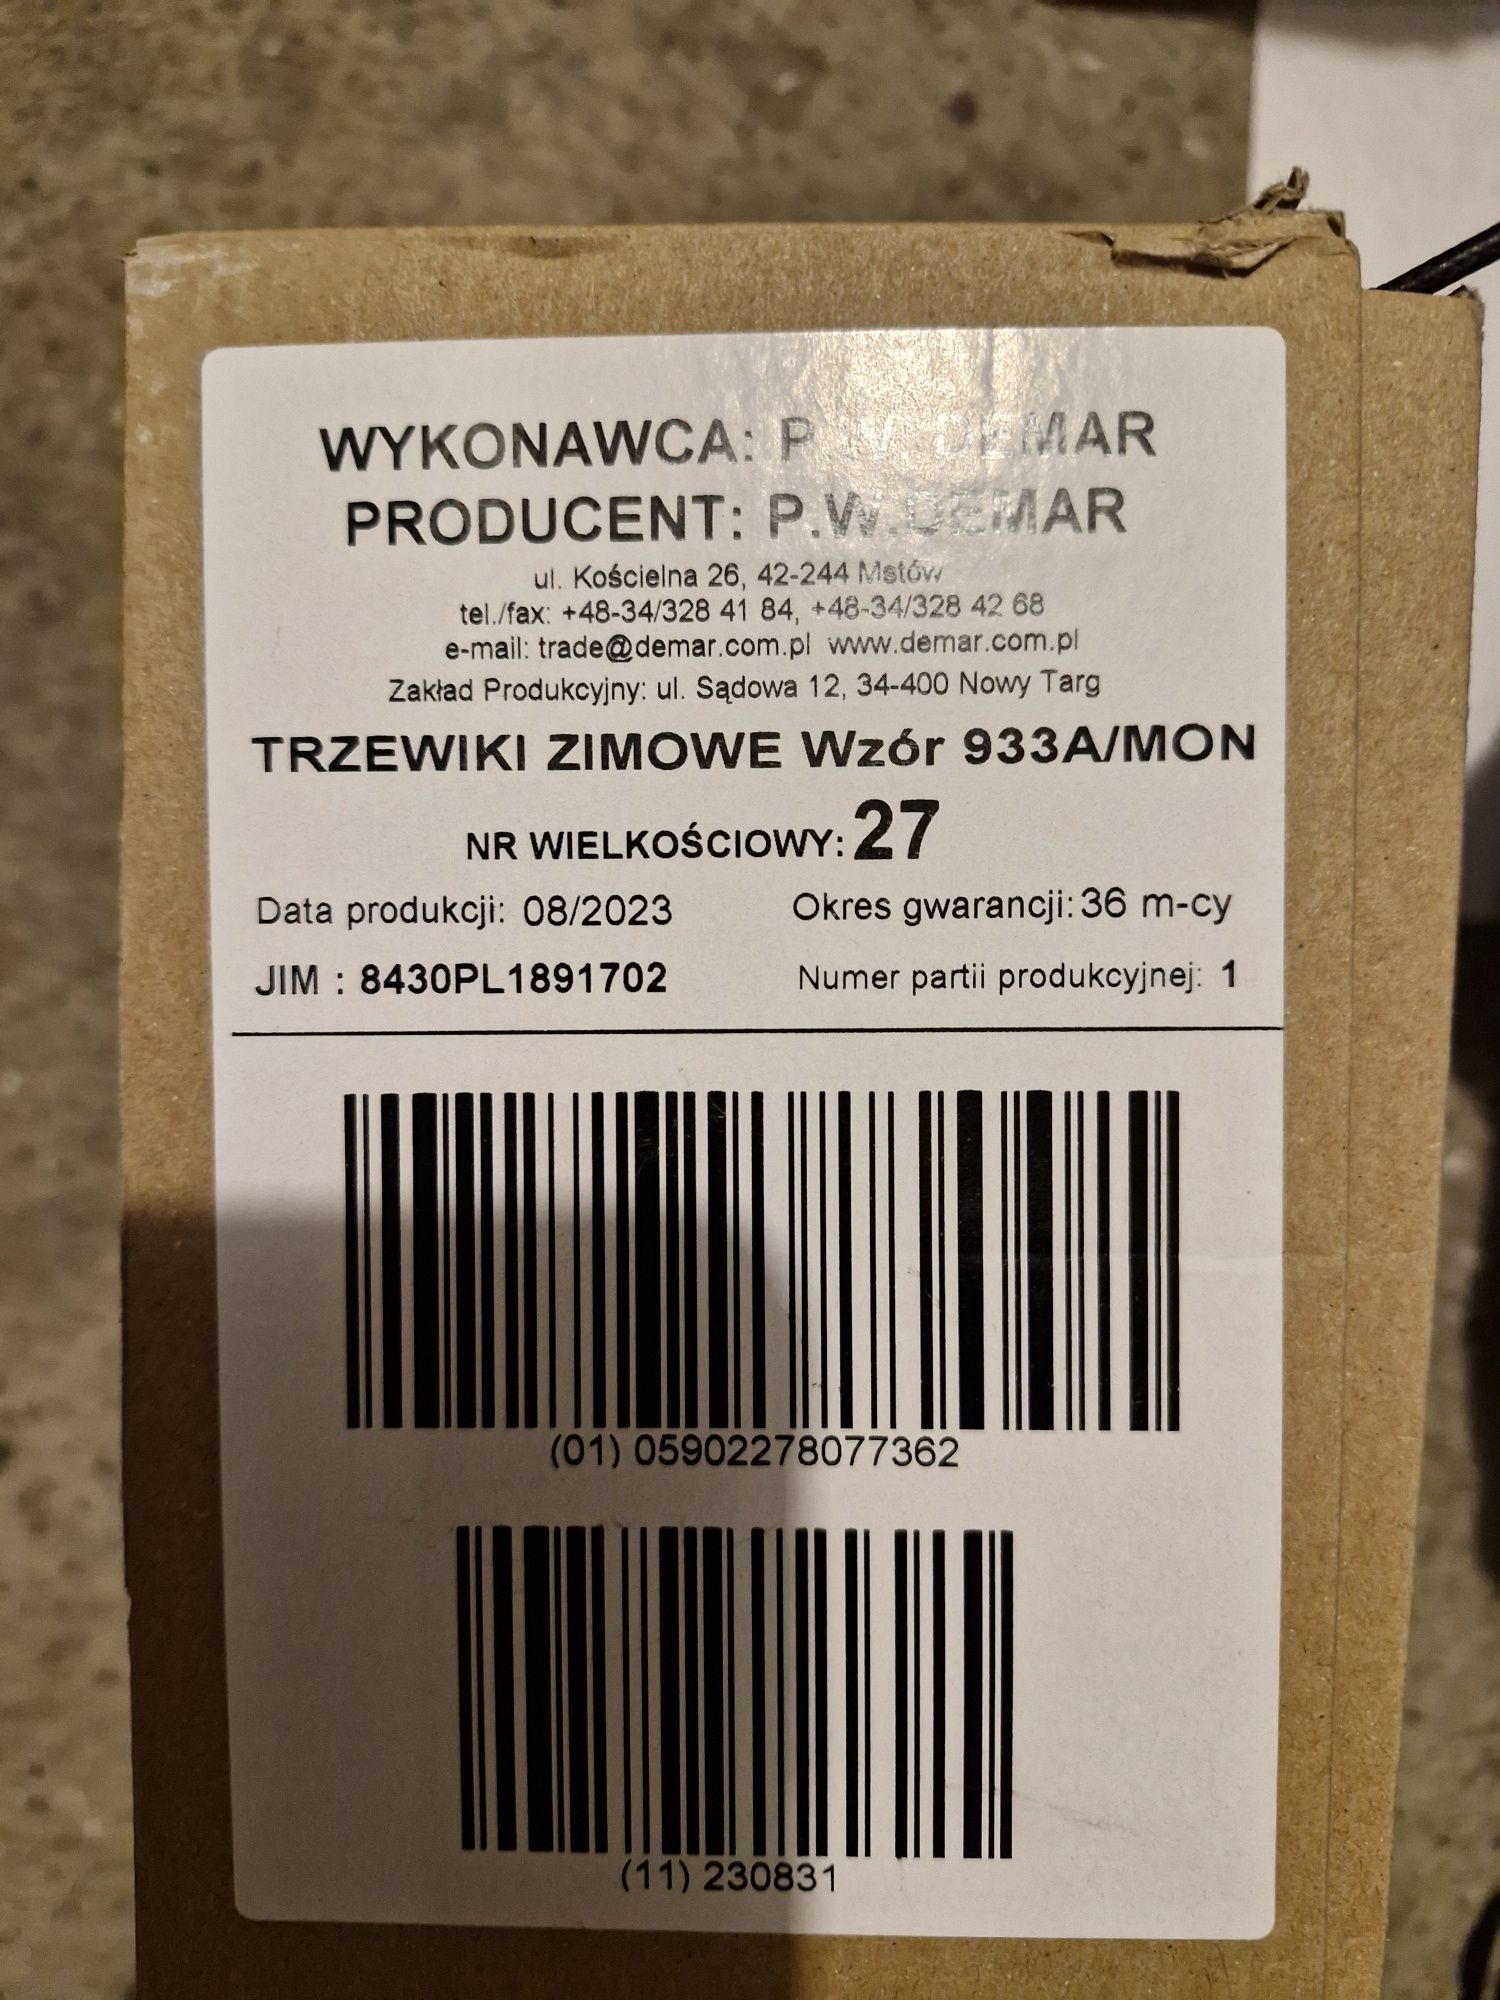 WYKONAWCA: P.W. DEMAR
PRODUCENT: P.W.DEMAR
ul. Kościelna 26, 42-244 Mstów
tel./fax: +48-34/328 41 84, +48-34/328 42 68
e-mail: trade@demar.com.pl www.demar.com.pl
Zakład Produkcyjny: ul. Sądowa 12, 34-400 Nowy Targ
TRZEWIKI ZIMOWE Wzór 933A/MON
NR WIELKOŚCIOWY: 27
Data produkcji: 08/2023 Okres gwarancji: 36 m-cy
JIM : 8430PL1891702 Numer partii produkcyjnej: 1
(01) 05902278077362
(11) 230831